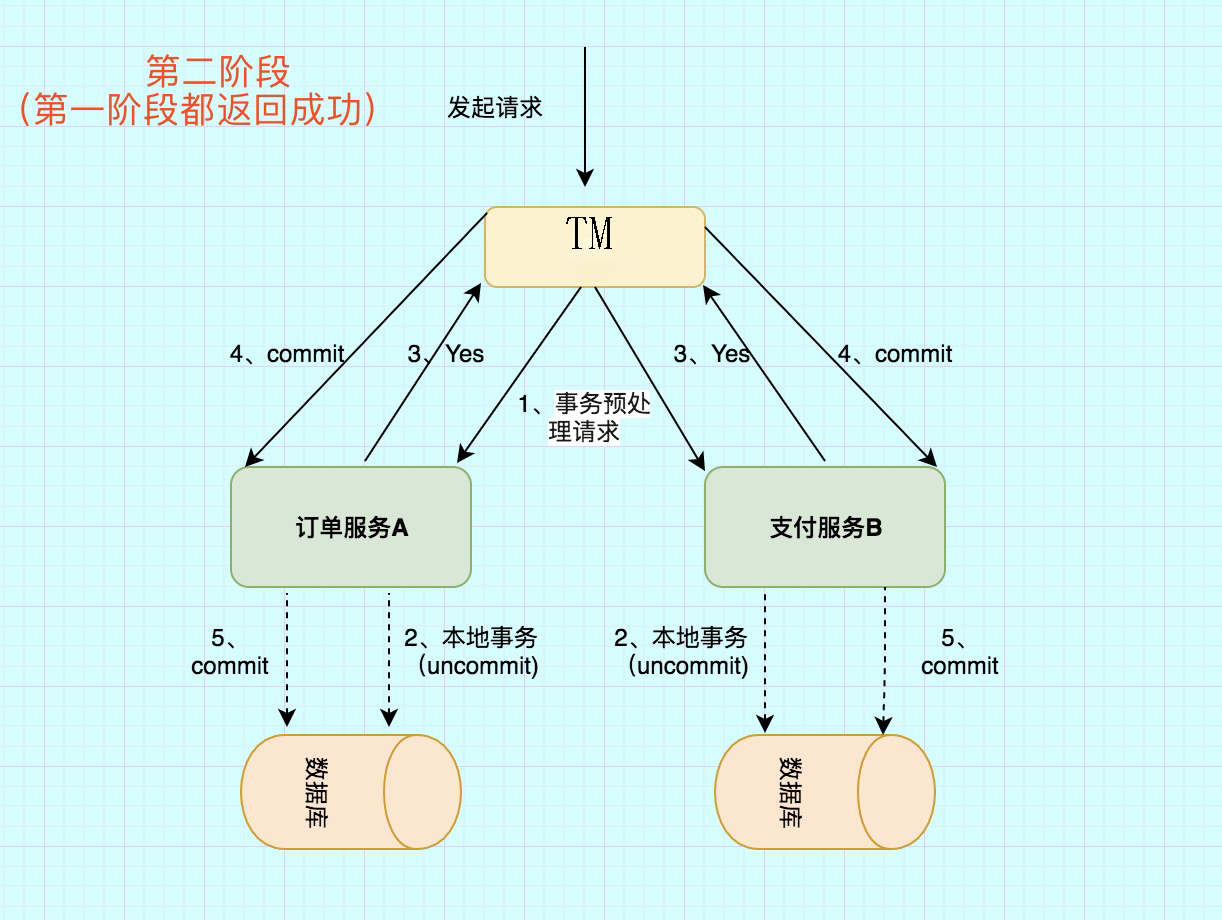 第二阶段
（第一阶段都返回成功）
发起请求
TM
4、commit
3、Yes
3、Yes
4、commit
1、事务预处
理请求
订单服务A
支付服务B
5、
commit
2、本地事务
（uncommit)
2、本地事务
（uncommit)
5、
commit
数据库
数据库